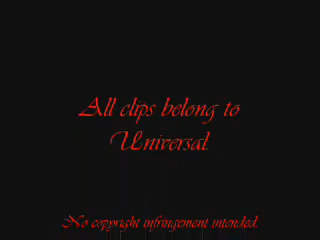 All clips belong to
Universal.
No copyright infringement intended.